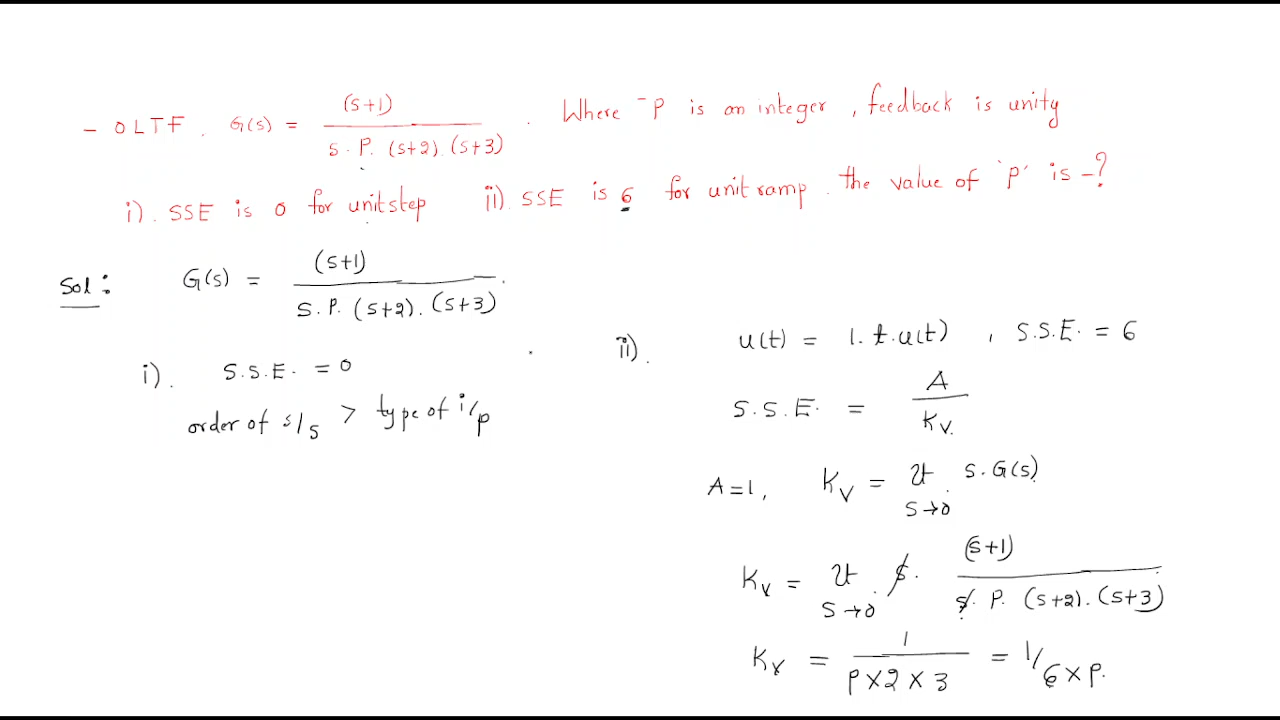 - OLTF. G(s) = (s+1) / s.P.(s+2).(s+3) . Where 'P' is an integer, feedback is unity
i). SSE is 0 for unitstep ii). SSE is 6 for unit ramp. the value of 'p' is -?
Sol: G(s) = (s+1) / s.P.(s+2).(s+3) .
i). S.S.E. = 0
order of s/s > type of i/p
ii). u(t) = 1.t.u(t) , S.S.E. = 6
S.S.E. = A / Kv.
A=1, Kv = Lt s→0 . s.G(s)
Kv = Lt s→0 . s. (s+1) / s.P.(s+2).(s+3)
Kv = 1 / P×2×3 = 1/6×P.